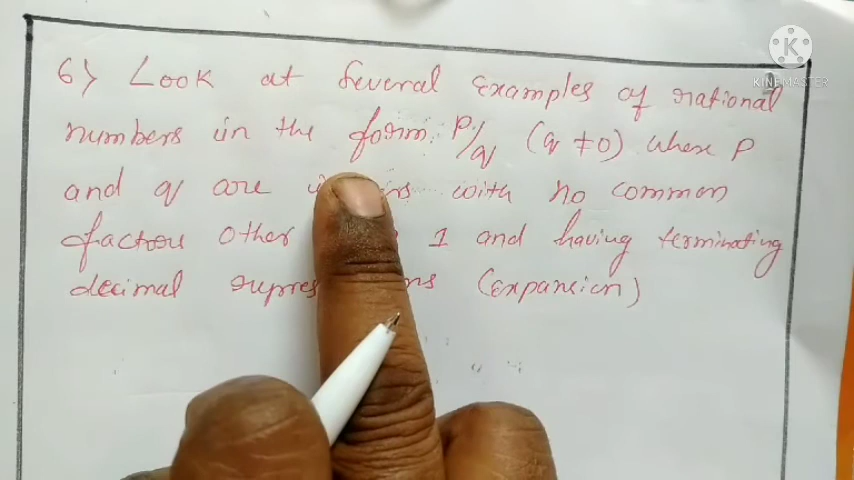 6) Look at several examples of rational
numbers in the form P/q (q ≠ 0) where P
and q are with no common
factors other 1 and having terminating
decimal (expansion)
KINEMASTER